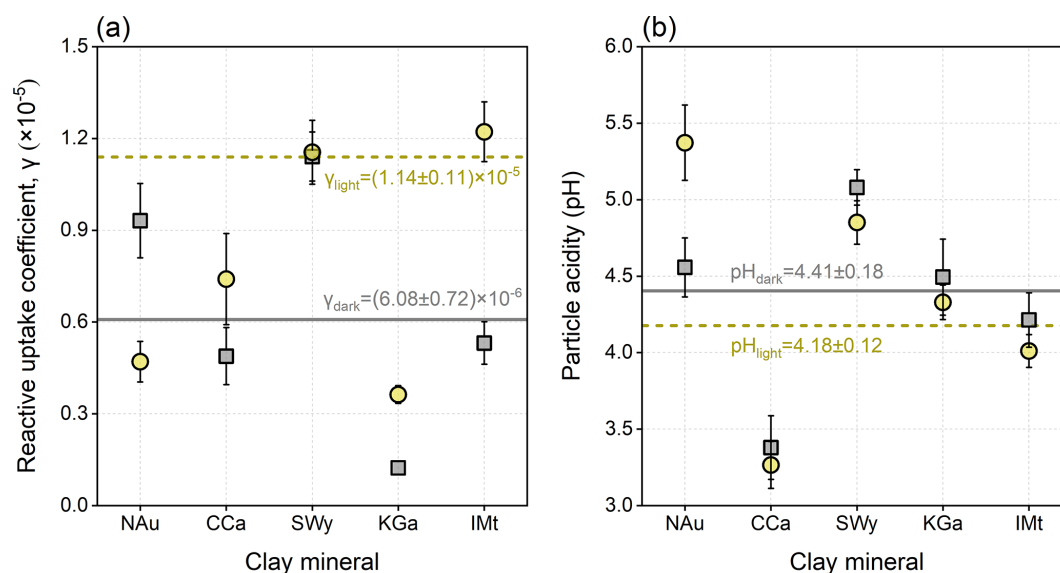 (a)
Reactive uptake coefficient, γ (×10⁻⁵)
1.5
1.2
0.9
0.6
0.3
0.0
γlight=(1.14±0.11)×10⁻⁵
γdark=(6.08±0.72)×10⁻⁶
NAu CCa SWy KGa IMt
Clay mineral
(b)
Particle acidity (pH)
6.0
5.5
5.0
4.5
4.0
3.5
3.0
pHdark=4.41±0.18
pHlight=4.18±0.12
NAu CCa SWy KGa IMt
Clay mineral